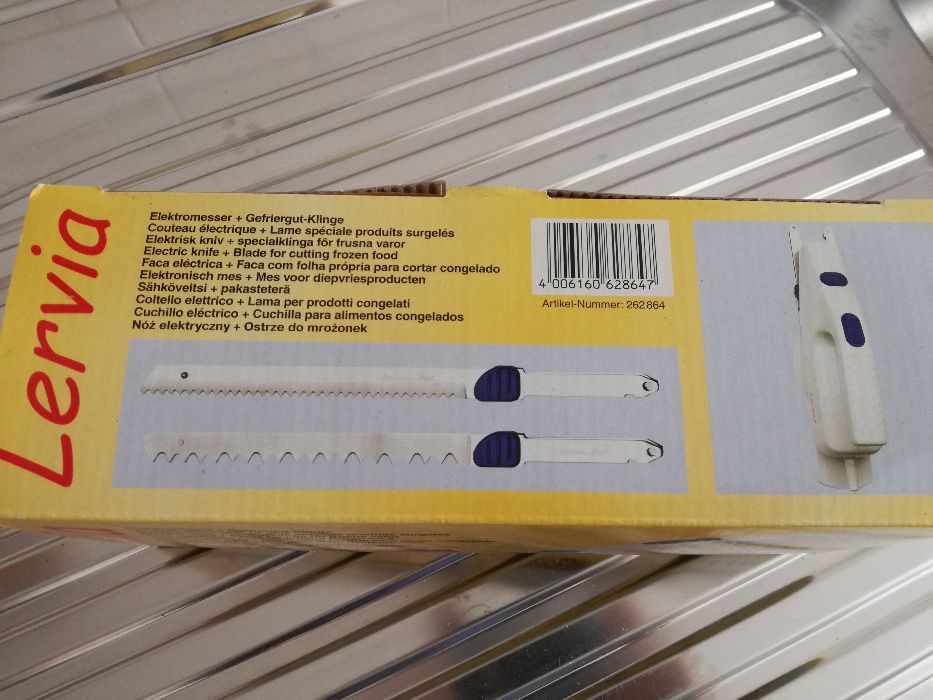 Lervia
Elektromesser + Gefriergut-Klinge
Couteau électrique + Lame spéciale produits surgelés
Elektrisk kniv + specialklinga för frusna varor
Electric knife + Blade for cutting frozen food
Faca eléctrica + Faca com folha própria para cortar congelado
Elektronisch mes + Mes voor diepvriesproducten
Sähköveitsi + pakasteterä
Coltello elettrico + Lama per prodotti congelati
Cuchillo eléctrico + Cuchilla para alimentos congelados
Nóż elektryczny + Ostrze do mrożonek
4 006160 628647
Artikel-Nummer: 262864